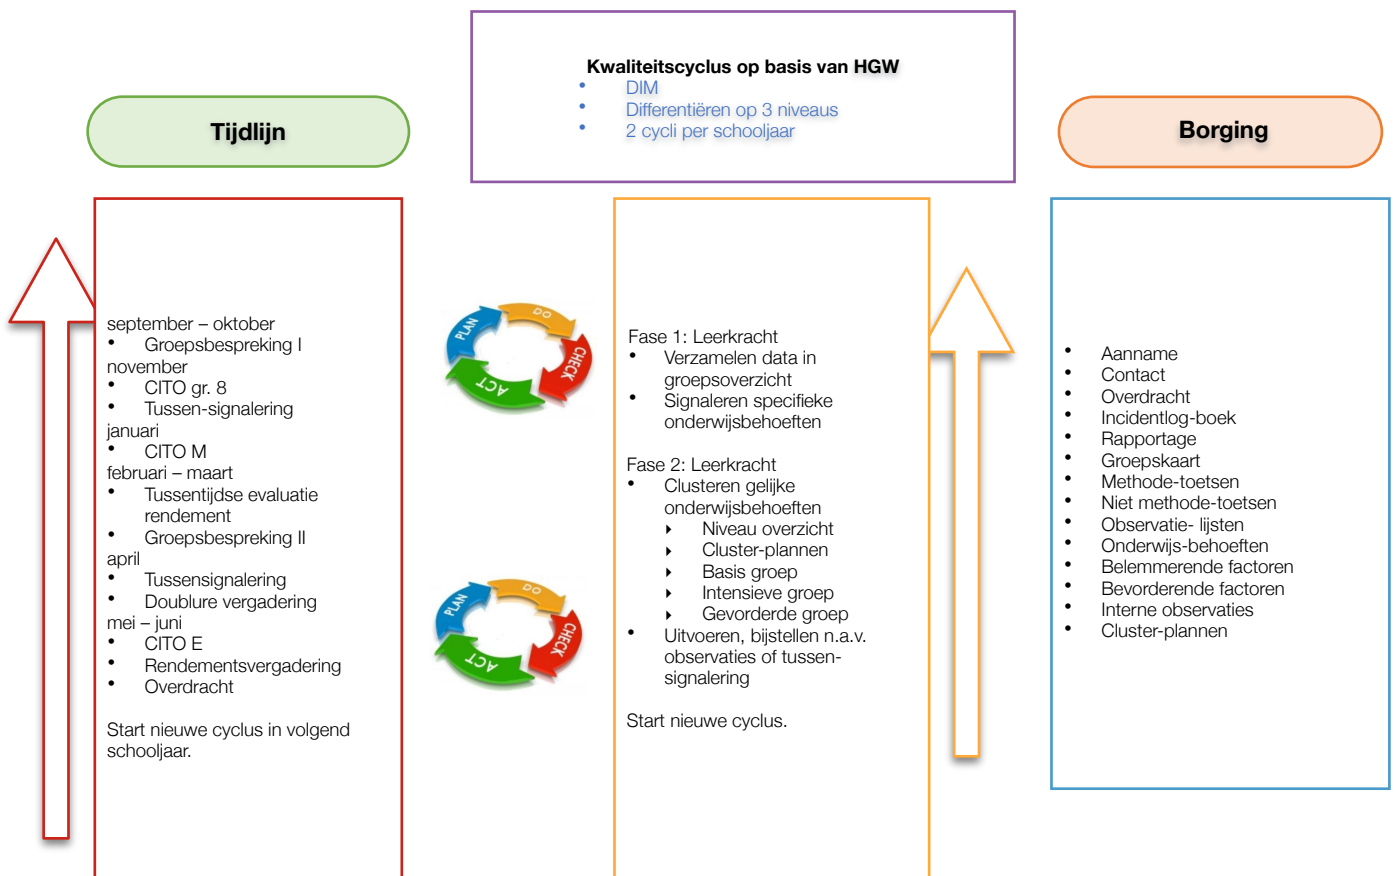 Kwaliteitscyclus op basis van HGW
• DIM
• Differentiëren op 3 niveaus
• 2 cycli per schooljaar
Tijdlijn
Borging
september – oktober
• Groepsbespreking I
november
• CITO gr. 8
• Tussen-signalering
januari
• CITO M
februari – maart
• Tussentijdse evaluatie
rendement
• Groepsbespreking II
april
• Tussensignalering
• Doublure vergadering
mei – juni
• CITO E
• Rendementsvergadering
• Overdracht
Start nieuwe cyclus in volgend
schooljaar.
PLAN
DO
CHECK
ACT
PLAN
DO
CHECK
ACT
Fase 1: Leerkracht
• Verzamelen data in
groepsoverzicht
• Signaleren specifieke
onderwijsbehoeften
Fase 2: Leerkracht
• Clusteren gelijke
onderwijsbehoeften
‣ Niveau overzicht
‣ Cluster-plannen
‣ Basis groep
‣ Intensieve groep
‣ Gevorderde groep
• Uitvoeren, bijstellen n.a.v.
observaties of tussen-
signalering
Start nieuwe cyclus.
• Aanname
• Contact
• Overdracht
• Incidentlog-boek
• Rapportage
• Groepskaart
• Methode-toetsen
• Niet methode-toetsen
• Observatie- lijsten
• Onderwijs-behoeften
• Belemmerende factoren
• Bevorderende factoren
• Interne observaties
• Cluster-plannen